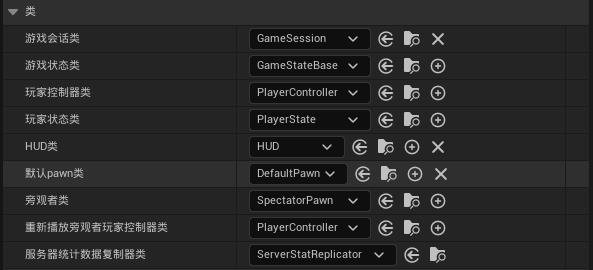 类
游戏会话类 GameSession
游戏状态类 GameStateBase
玩家控制器类 PlayerController
玩家状态类 PlayerState
HUD类 HUD
默认pawn类 DefaultPawn
旁观者类 SpectatorPawn
重新播放旁观者玩家控制器类 PlayerController
服务器统计数据复制器类 ServerStatReplicator